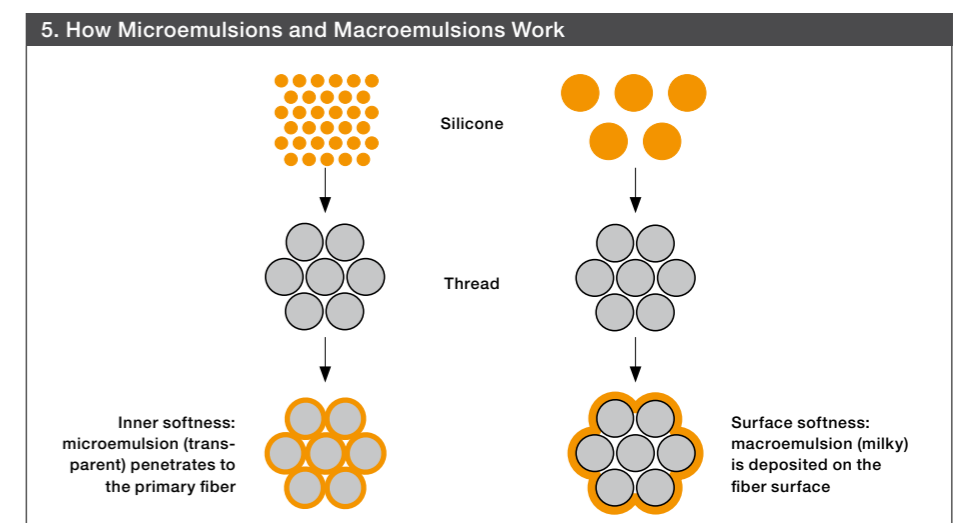 5. How Microemulsions and Macroemulsions Work
Silicone
Thread
Inner softness:
microemulsion (trans-
parent) penetrates to
the primary fiber
Surface softness:
macroemulsion (milky)
is deposited on the
fiber surface